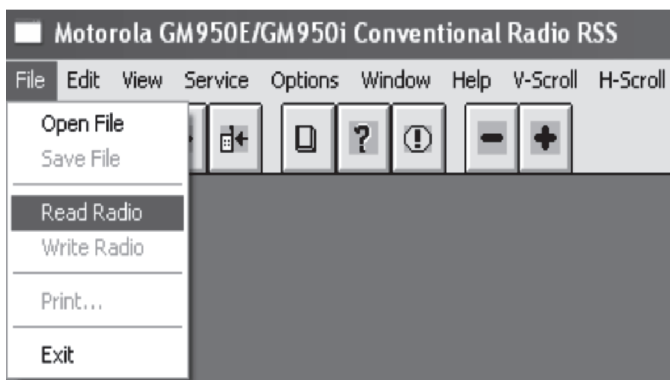 Motorola GM950E/GM950i Conventional Radio RSS
File Edit View Service Options Window Help V-Scroll H-Scroll
Open File
Save File
Read Radio
Write Radio
Print...
Exit